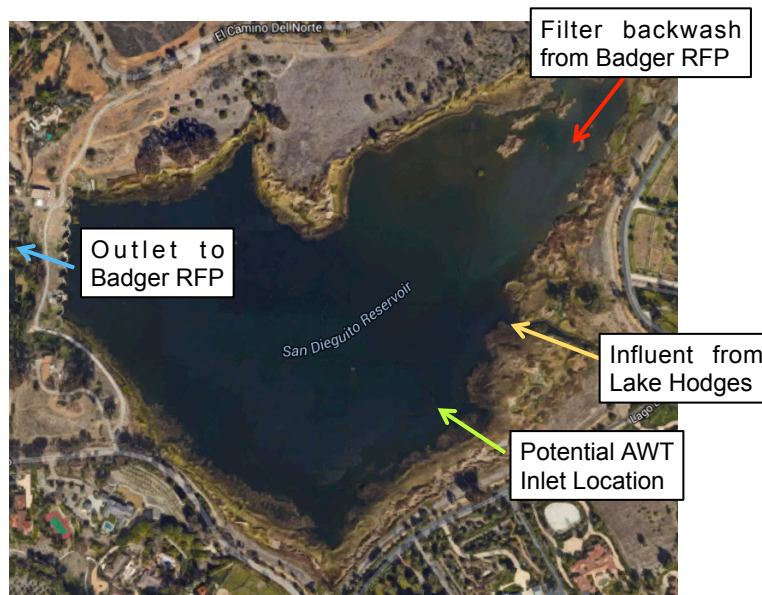 El Camino Del Norte
Filter backwash
from Badger RFP
Outlet to
Badger RFP
San Dieguito Reservoir
Influent from
Lake Hodges
Lago
Potential AWT
Inlet Location